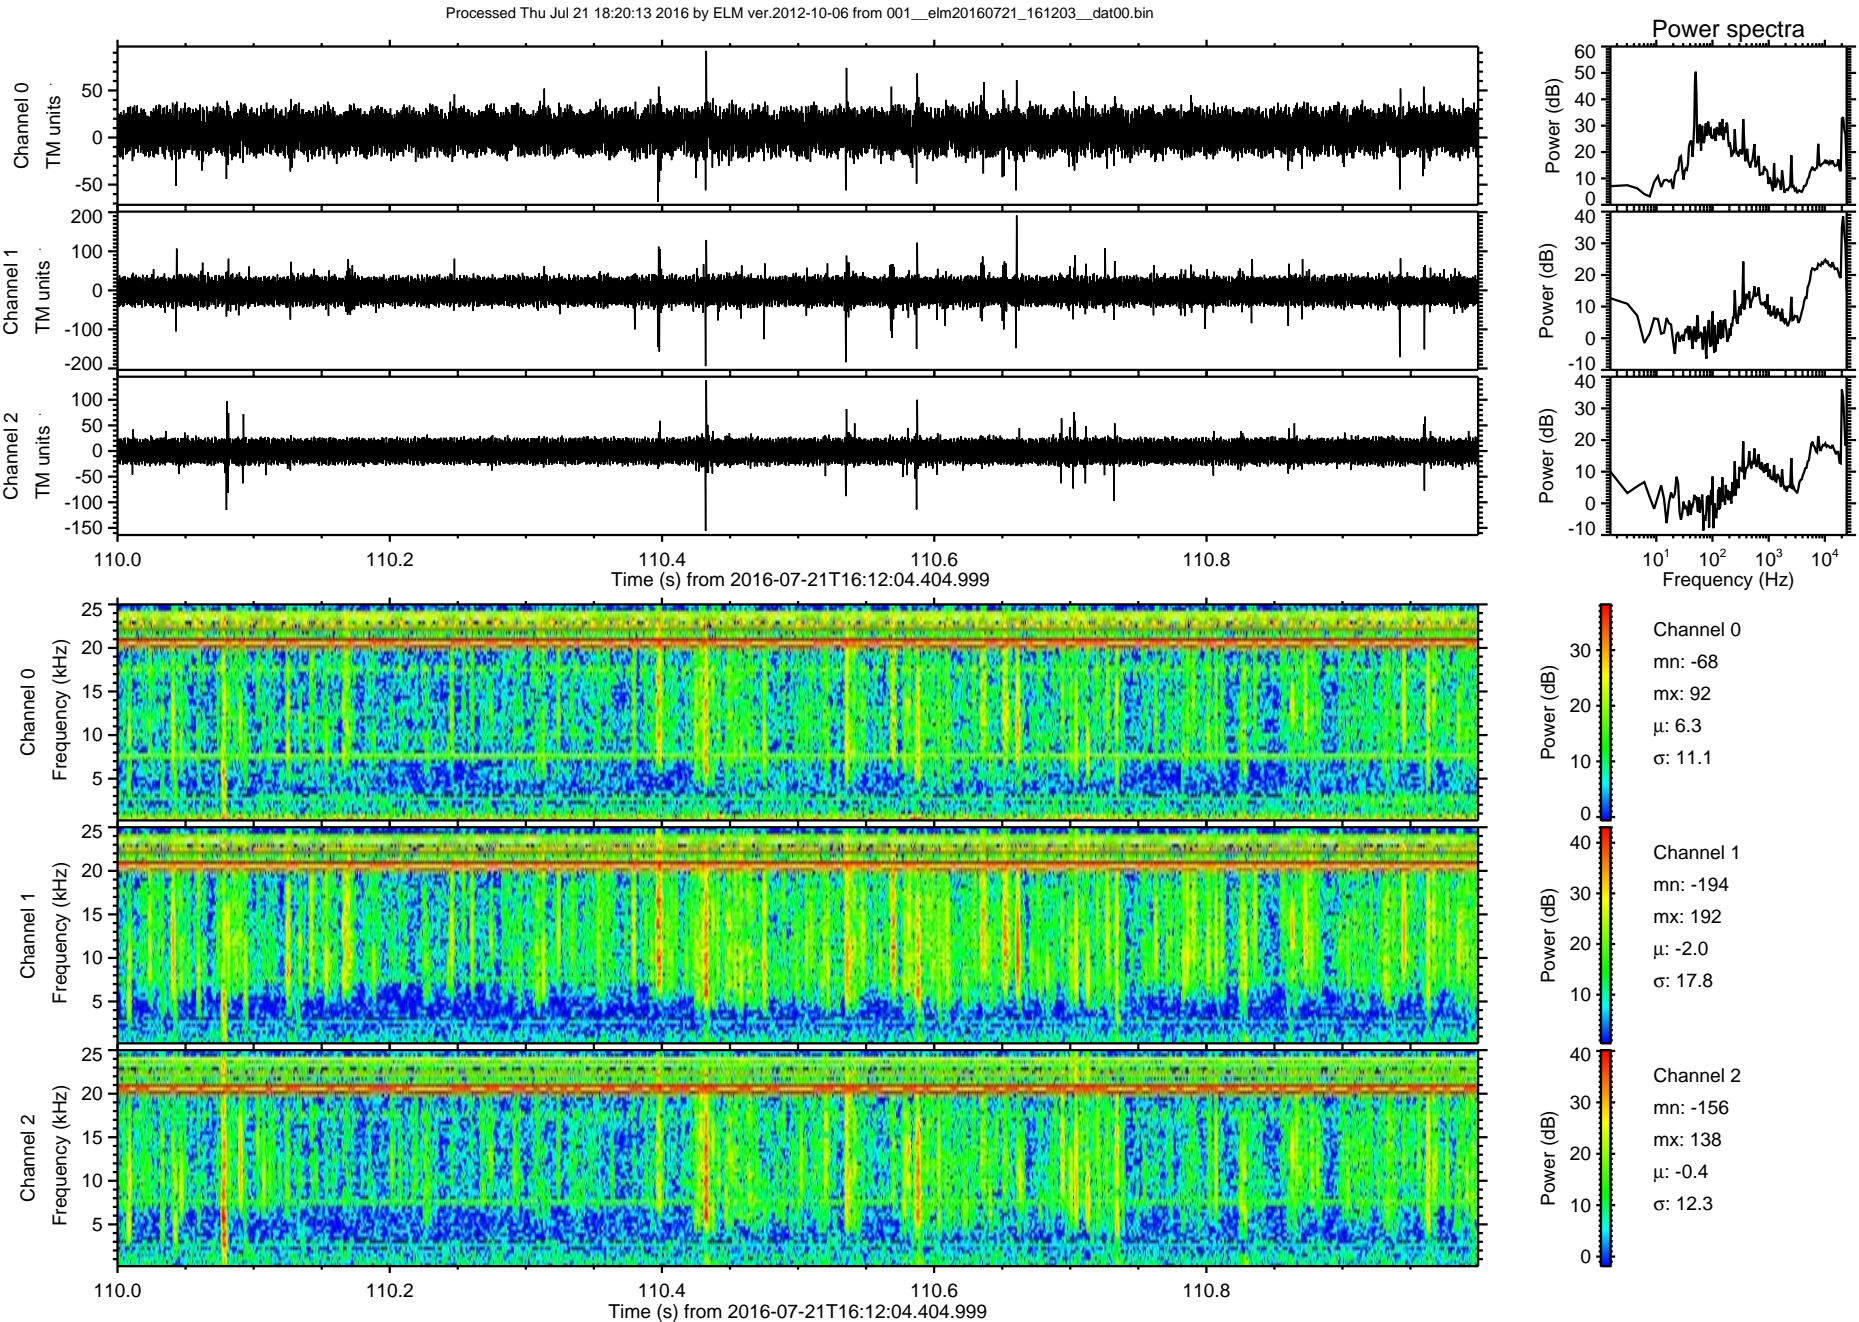 Processed Thu Jul 21 18:20:13 2016 by ELM ver.2012-10-06 from 001__elm20160721_161203__dat00.bin
Power spectra
Channel 0
TM units
50
0
-50
Power (dB)
60
50
40
30
20
10
0
Channel 1
TM units
200
100
0
-100
-200
Power (dB)
40
30
20
10
0
-10
Channel 2
TM units
100
50
0
-50
-100
-150
Power (dB)
40
30
20
10
0
-10
110.0 110.2 110.4 110.6 110.8
Time (s) from 2016-07-21T16:12:04.404.999
10^1 10^2 10^3 10^4
Frequency (Hz)
Channel 0
Frequency (kHz)
25
20
15
10
5
Power (dB)
30
20
10
0
Channel 0
mn: -68
mx: 92
μ: 6.3
σ: 11.1
Channel 1
Frequency (kHz)
25
20
15
10
5
Power (dB)
40
30
20
10
Channel 1
mn: -194
mx: 192
μ: -2.0
σ: 17.8
Channel 2
Frequency (kHz)
25
20
15
10
5
Power (dB)
40
30
20
10
0
Channel 2
mn: -156
mx: 138
μ: -0.4
σ: 12.3
110.0 110.2 110.4 110.6 110.8
Time (s) from 2016-07-21T16:12:04.404.999